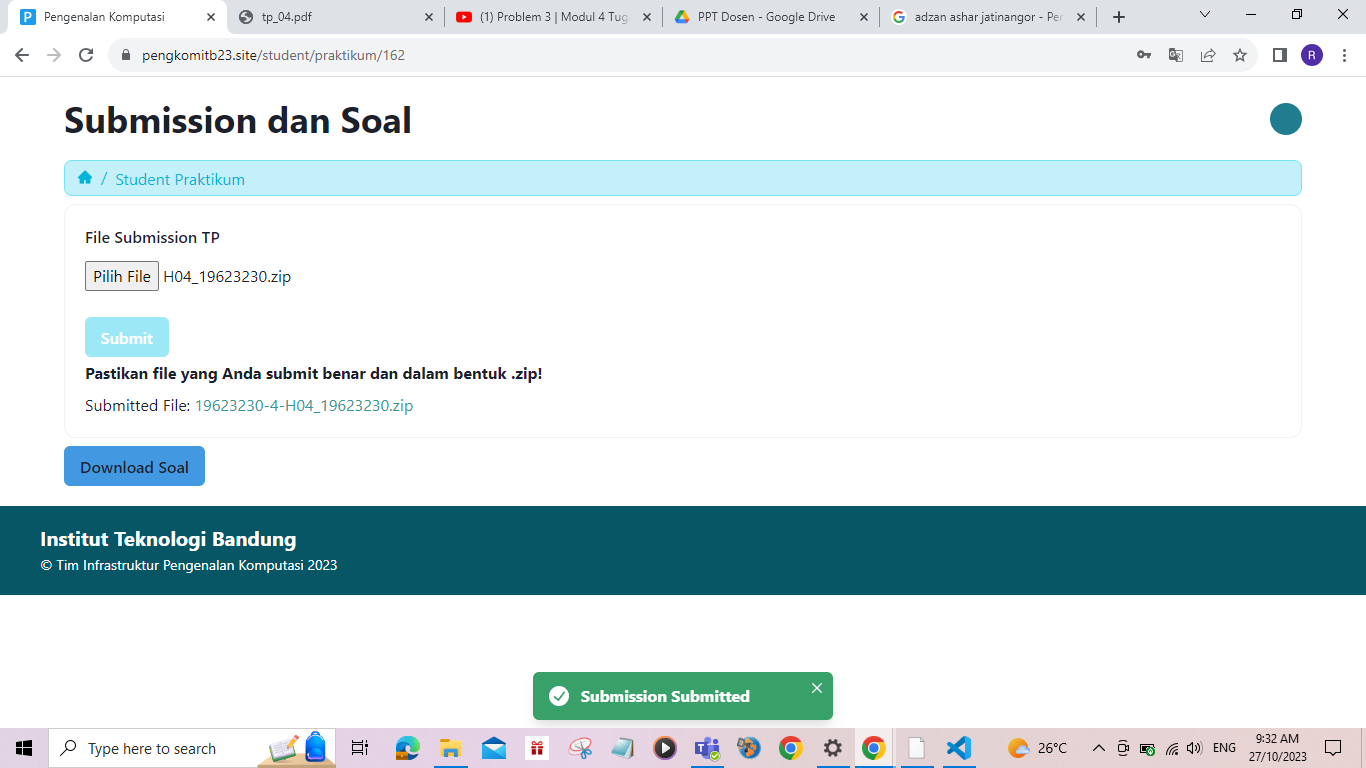 Pengenalan Komputasi
tp_04.pdf
(1) Problem 3 | Modul 4 Tug
PPT Dosen - Google Drive
adzan ashar jatinangor - Per
pengkomitb23.site/student/praktikum/162
R
Submission dan Soal
/ Student Praktikum
File Submission TP
Pilih File H04_19623230.zip
Submit
Pastikan file yang Anda submit benar dan dalam bentuk .zip!
Submitted File: 19623230-4-H04_19623230.zip
Download Soal
Institut Teknologi Bandung
© Tim Infrastruktur Pengenalan Komputasi 2023
Submission Submitted
Type here to search
26°C
ENG
9:32 AM
27/10/2023